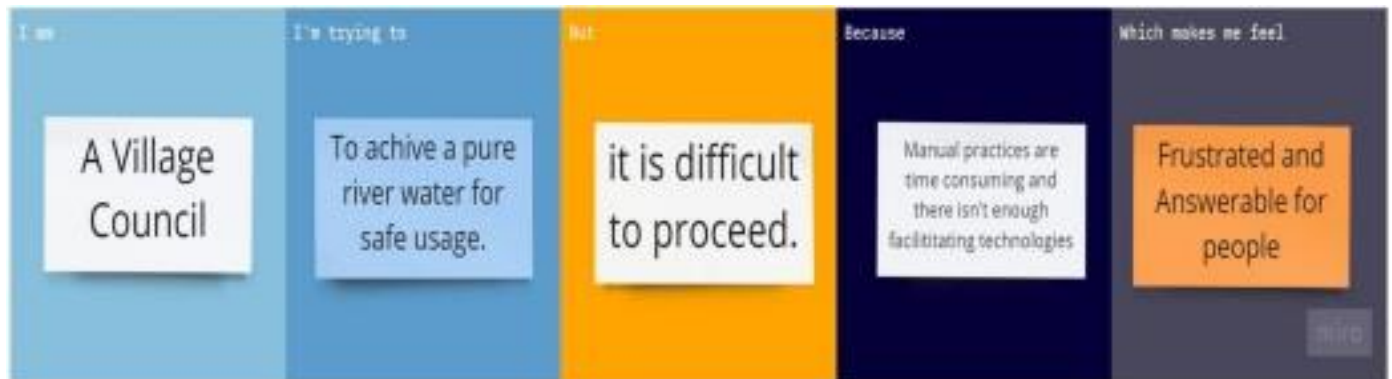 I am
A Village
Council
I'm trying to
To achive a pure
river water for
safe usage.
But
it is difficult
to proceed.
Because
Manual practices are
time consuming and
there isn't enough
facilititating technologies
Which makes me feel
Frustrated and
Answerable for
people
miro